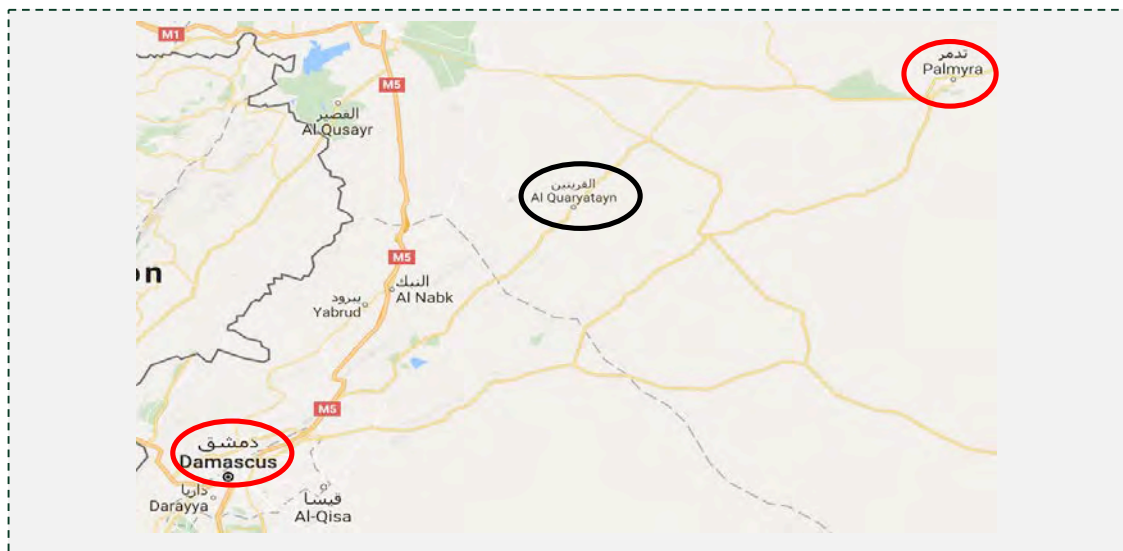 M1
تدمر
Palmyra
M5
القصير
Al Qusayr
القريتين
Al Quaryatayn
M5
on
النبك
Al Nabk
يبرود
Yabrud
M5
دمشق
Damascus
داريا
Darayya
قيسا
Al-Qisa